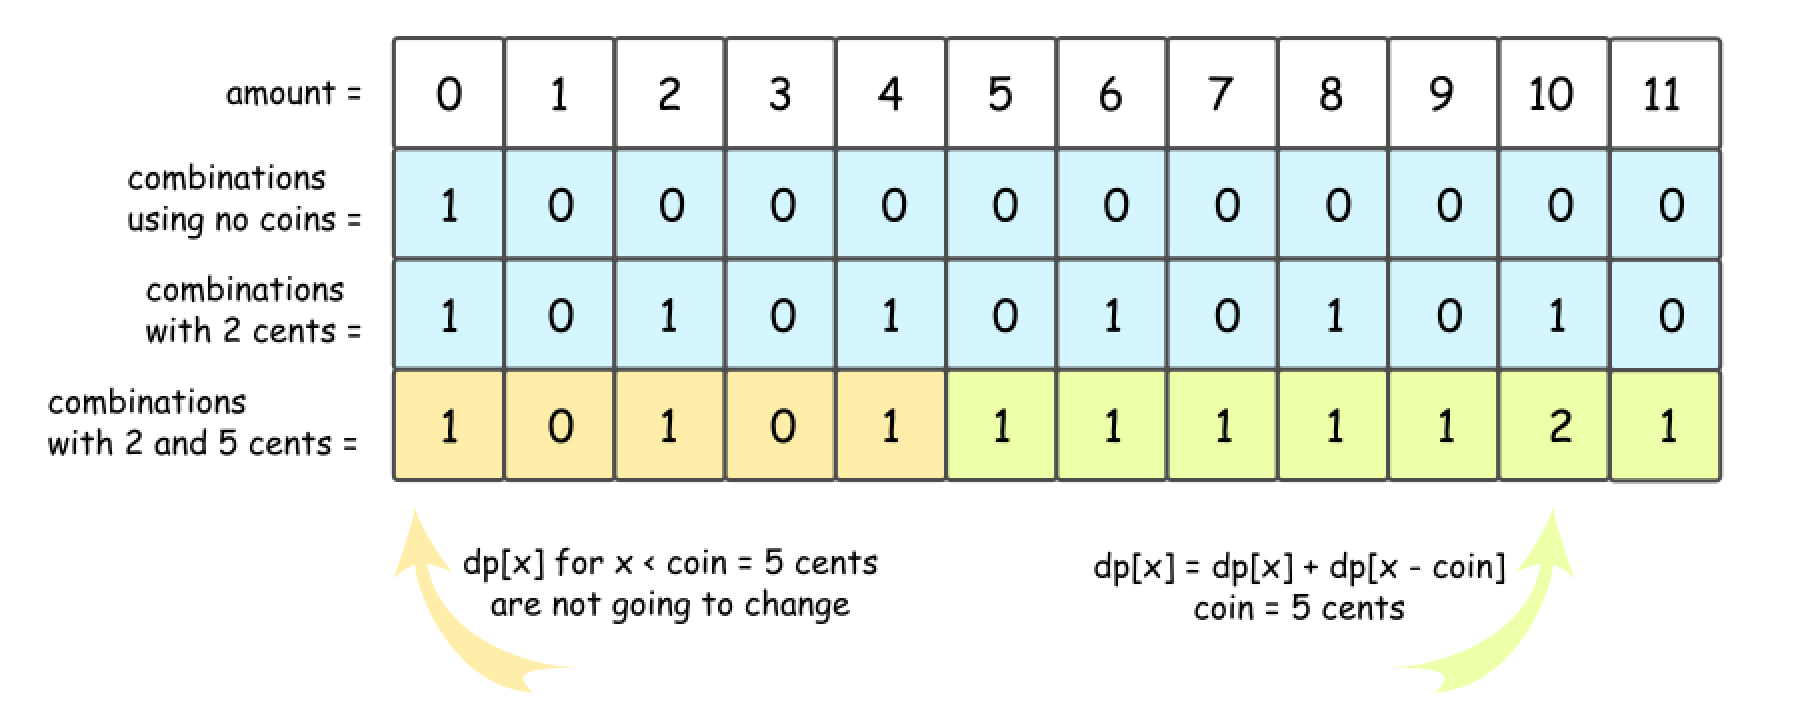 amount = 0 1 2 3 4 5 6 7 8 9 10 11
combinations
using no coins = 1 0 0 0 0 0 0 0 0 0 0 0
combinations
with 2 cents = 1 0 1 0 1 0 1 0 1 0 1 0
combinations
with 2 and 5 cents = 1 0 1 0 1 1 1 1 1 1 2 1
dp[x] for x < coin = 5 cents
are not going to change
dp[x] = dp[x] + dp[x - coin]
coin = 5 cents